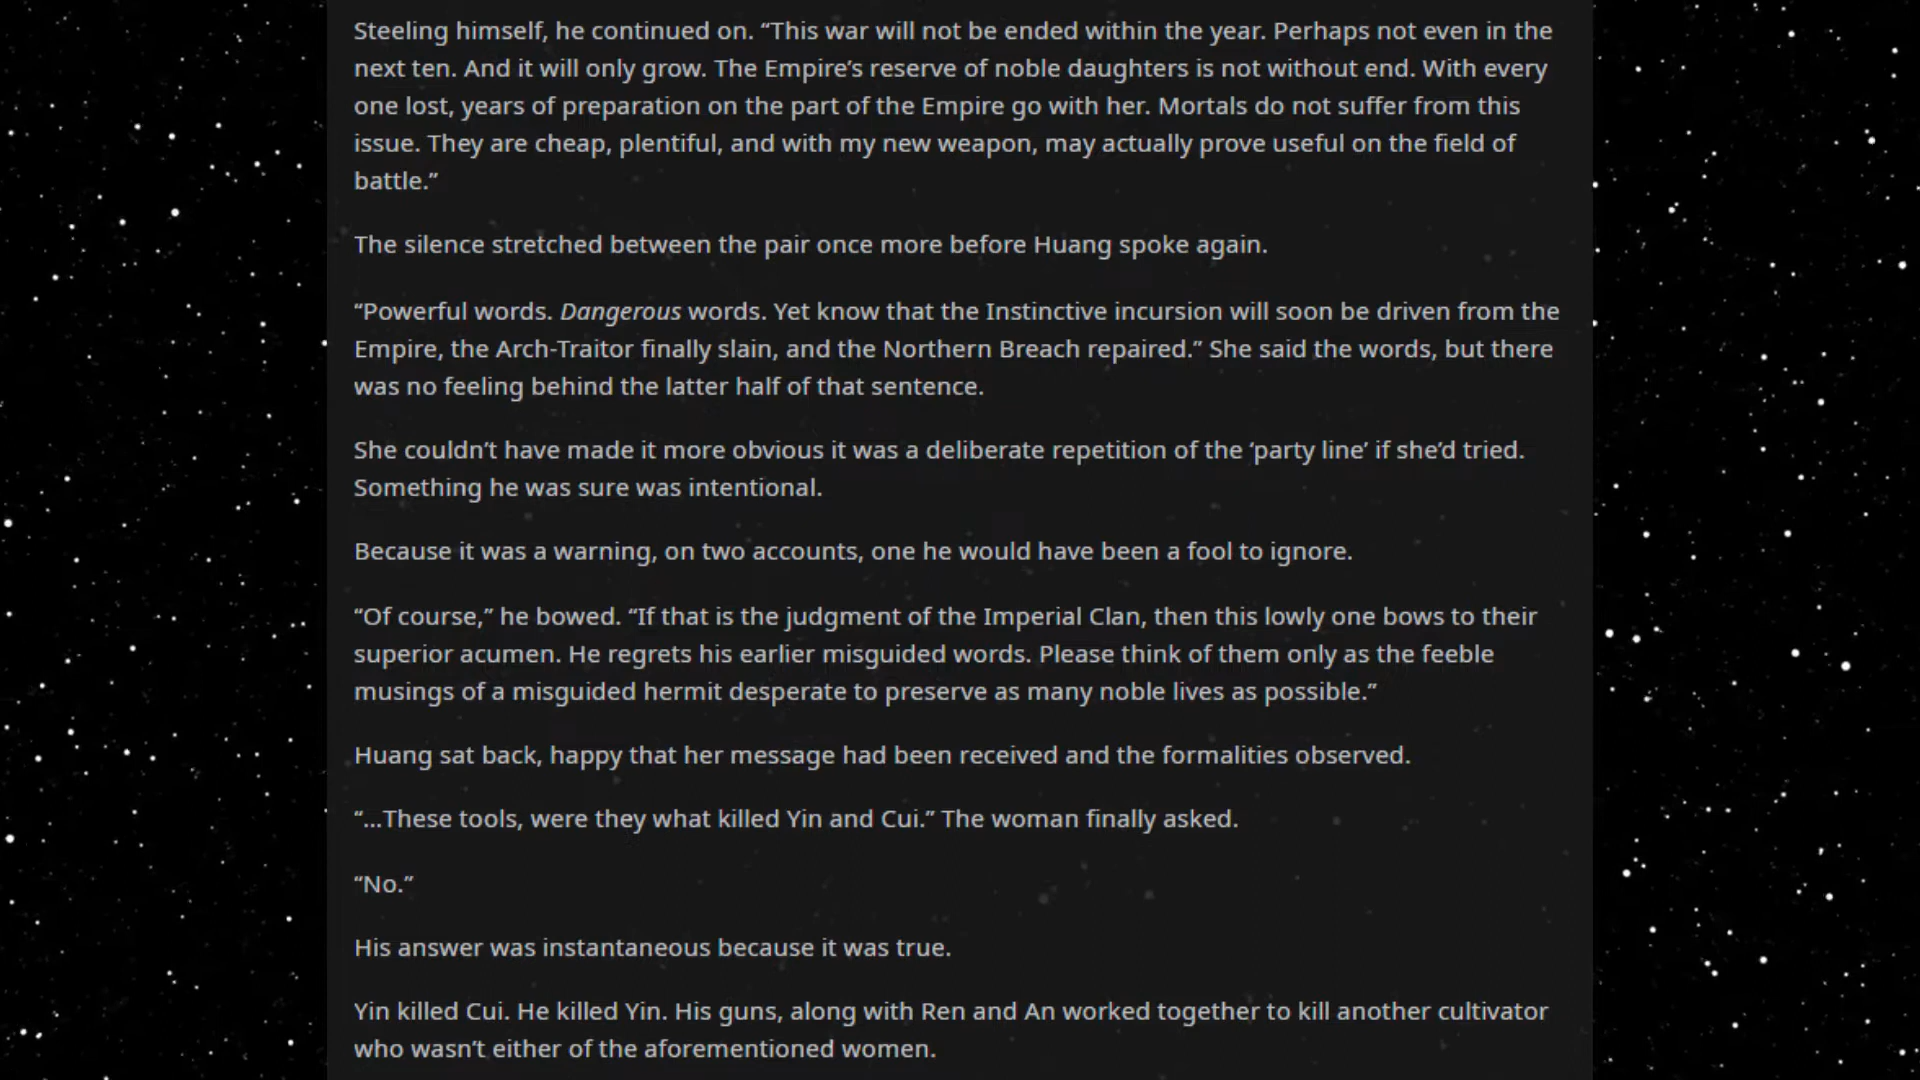 Steeling himself, he continued on. “This war will not be ended within the year. Perhaps not even in the
next ten. And it will only grow. The Empire’s reserve of noble daughters is not without end. With every
one lost, years of preparation on the part of the Empire go with her. Mortals do not suffer from this
issue. They are cheap, plentiful, and with my new weapon, may actually prove useful on the field of
battle.”
The silence stretched between the pair once more before Huang spoke again.
“Powerful words. Dangerous words. Yet know that the Instinctive incursion will soon be driven from the
Empire, the Arch-Traitor finally slain, and the Northern Breach repaired.” She said the words, but there
was no feeling behind the latter half of that sentence.
She couldn’t have made it more obvious it was a deliberate repetition of the ‘party line’ if she’d tried.
Something he was sure was intentional.
Because it was a warning, on two accounts, one he would have been a fool to ignore.
“Of course,” he bowed. “If that is the judgment of the Imperial Clan, then this lowly one bows to their
superior acumen. He regrets his earlier misguided words. Please think of them only as the feeble
musings of a misguided hermit desperate to preserve as many noble lives as possible.”
Huang sat back, happy that her message had been received and the formalities observed.
“…These tools, were they what killed Yin and Cui.” The woman finally asked.
“No.”
His answer was instantaneous because it was true.
Yin killed Cui. He killed Yin. His guns, along with Ren and An worked together to kill another cultivator
who wasn’t either of the aforementioned women.